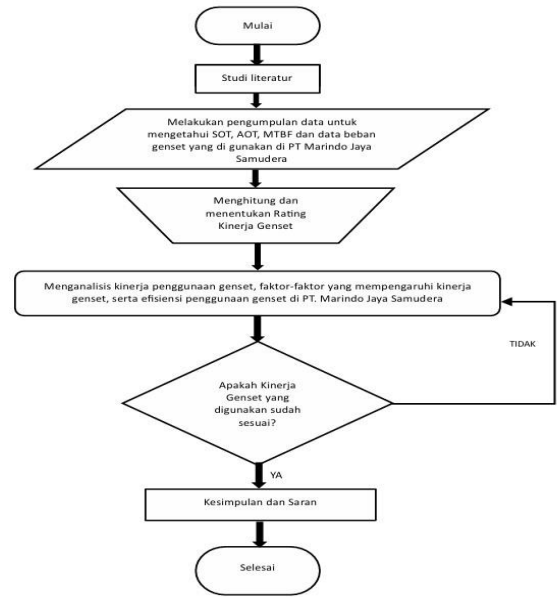 Mulai
Studi literatur
Melakukan pengumpulan data untuk
mengetahui SOT, AOT, MTBF dan data beban
genset yang di gunakan di PT Marindo Jaya
Samudera
Menghitung dan
menentukan Rating
Kinerja Genset
Menganalisis kinerja penggunaan genset, faktor-faktor yang mempengaruhi kinerja
genset, serta efisiensi penggunaan genset di PT. Marindo Jaya Samudera
TIDAK
Apakah Kinerja
Genset yang
digunakan sudah
sesuai?
YA
Kesimpulan dan Saran
Selesai